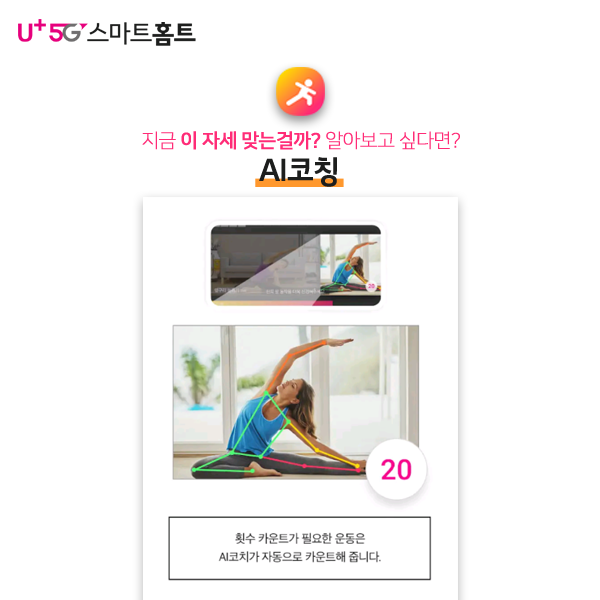 U+5G 스마트홈트
지금 이 자세 맞는걸까? 알아보고 싶다면?
AI코칭
20
20
횟수 카운트가 필요한 운동은
AI코치가 자동으로 카운트해 줍니다.